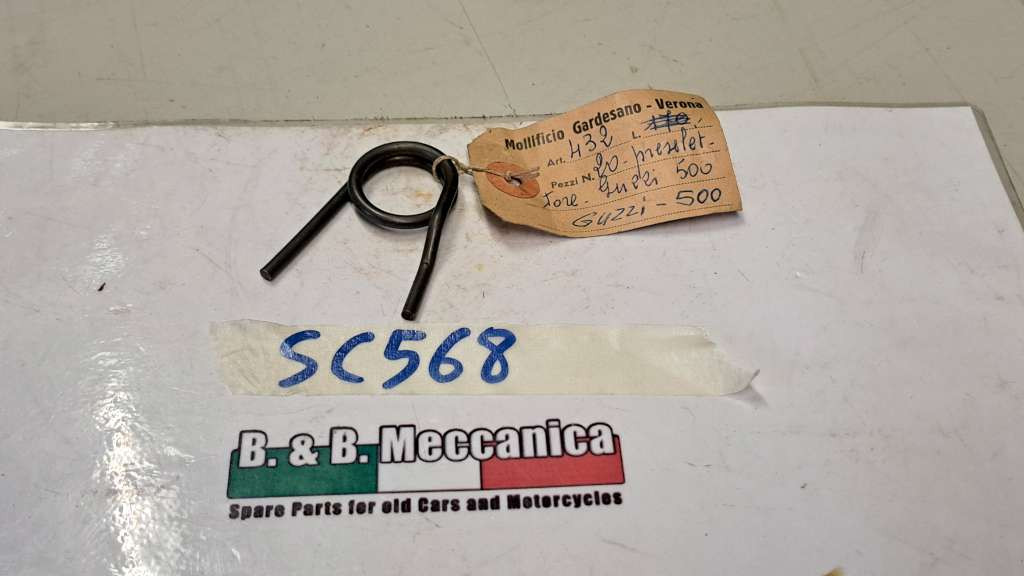 Mollificio Gardesano - Verona
Art. 432 L.
Pezzi N. 20 preselet-
tore Guzzi 500
Guzzi - 500
SC568
B. & B. Meccanica
Spare Parts for old Cars and Motorcycles